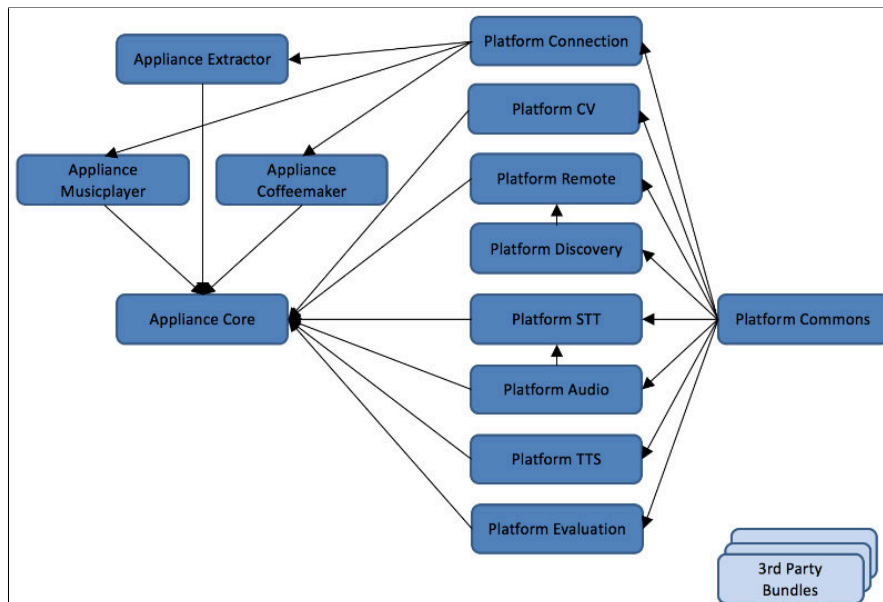 Platform Connection
Appliance Extractor
Platform CV
Appliance
Musicplayer
Appliance
Coffeemaker
Platform Remote
Platform Discovery
Appliance Core
Platform STT
Platform Commons
Platform Audio
Platform TTS
Platform Evaluation
3rd Party
Bundles